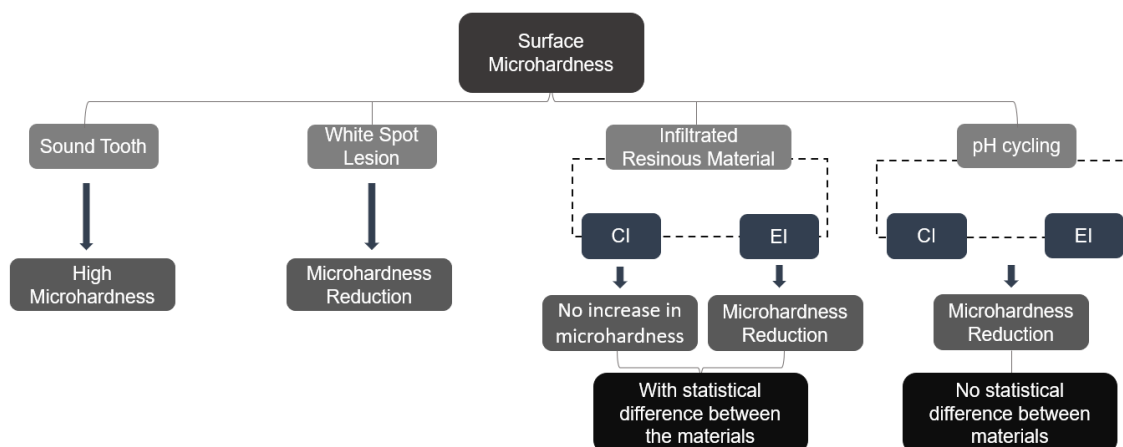 Surface
Microhardness
Sound Tooth
White Spot
Lesion
Infiltrated
Resinous Material
pH cycling
CI
EI
CI
EI
High
Microhardness
Microhardness
Reduction
No increase in
microhardness
Microhardness
Reduction
Microhardness
Reduction
With statistical
difference between
the materials
No statistical
difference between
materials